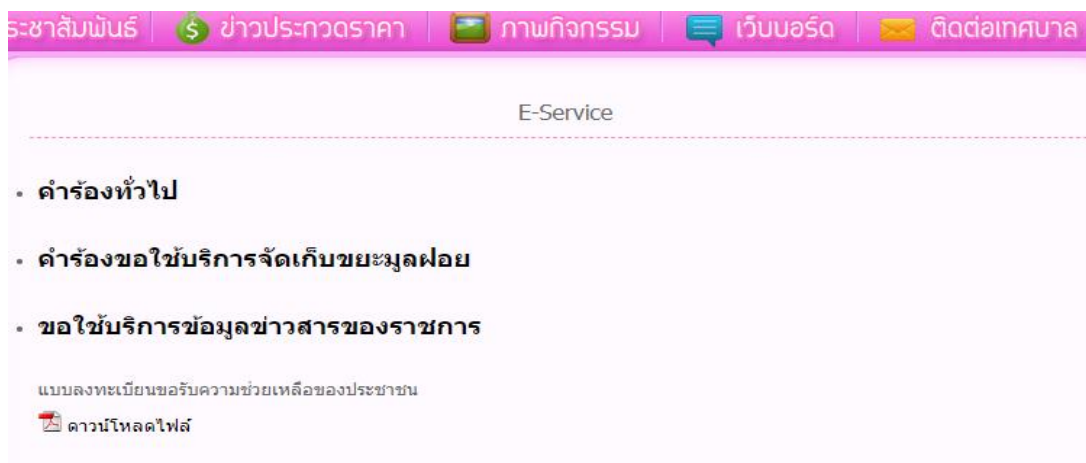 ระชาสัมพันธ์ ข่าวประกวดราคา ภาพกิจกรรม เว็บบอร์ด ติดต่อเทศบาล
E-Service
คำร้องทั่วไป
คำร้องขอใช้บริการจัดเก็บขยะมูลฝอย
ขอใช้บริการข้อมูลข่าวสารของราชการ
แบบลงทะเบียนขอรับความช่วยเหลือของประชาชน
ดาวน์โหลดไฟล์